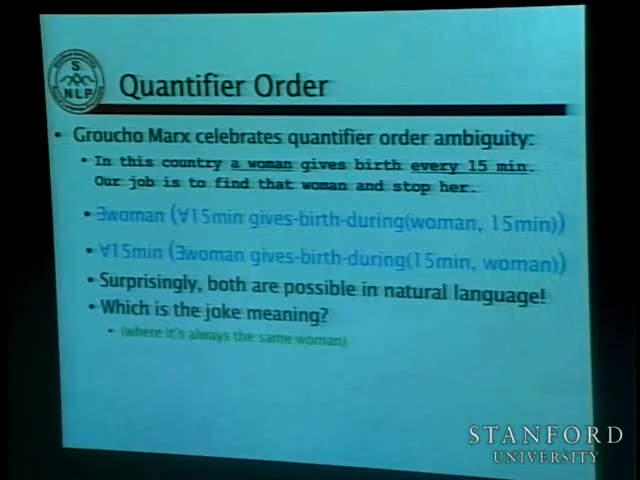 S
NLP
Quantifier Order
• Groucho Marx celebrates quantifier order ambiguity:
• In this country a woman gives birth every 15 min.
Our job is to find that woman and stop her.
• ∃woman (∀15min gives-birth-during(woman, 15min))
• ∀15min (∃woman gives-birth-during(15min, woman))
• Surprisingly, both are possible in natural language!
• Which is the joke meaning?
• (where it's always the same woman)
STANFORD
UNIVERSITY